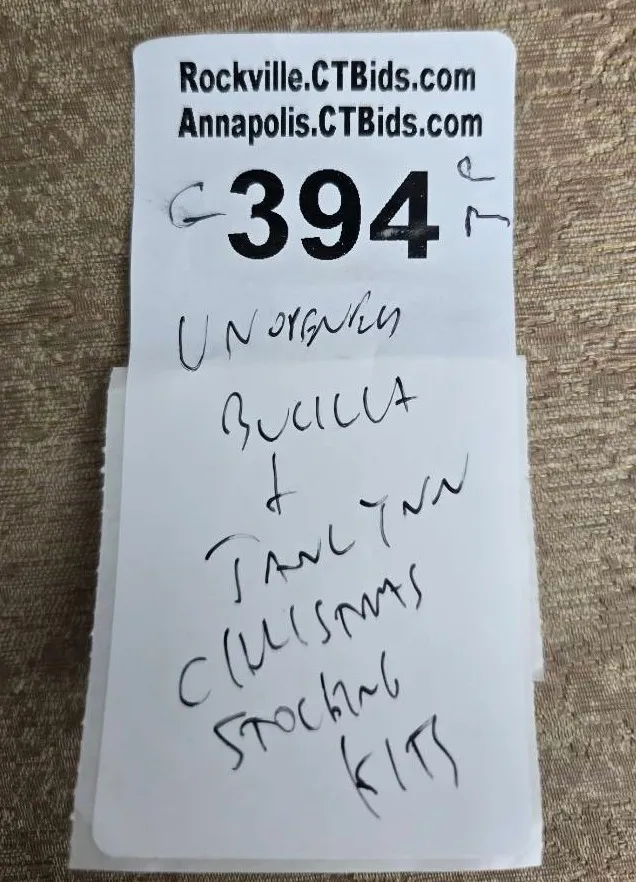 Rockville.CTBids.com
Annapolis.CTBids.com
394
UNOPENED
BUCILLA
+
JANLYNN
CHRISTMAS
STOCKING
KITS